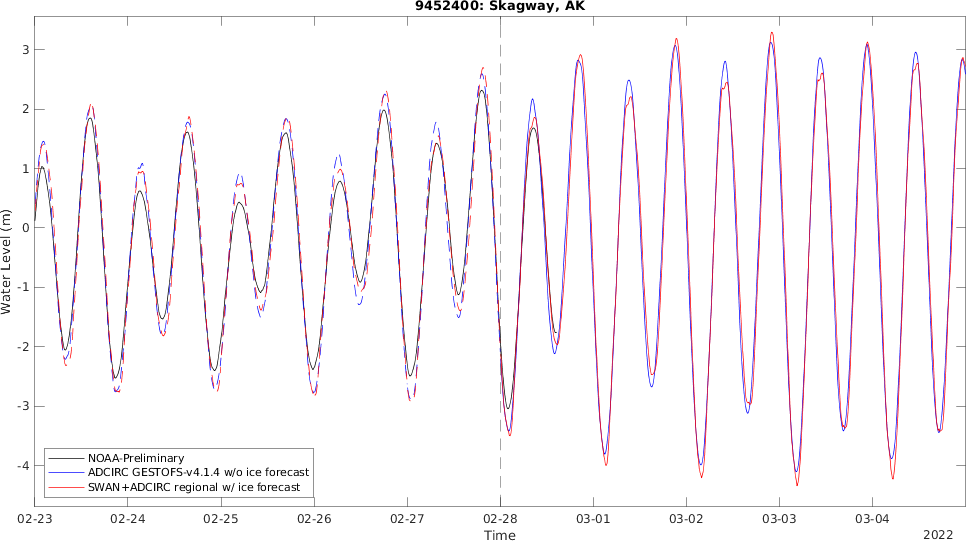 9452400: Skagway, AK
Water Level (m)
3
2
1
0
-1
-2
-3
-4
NOAA-Preliminary
ADCIRC GESTOFS-v4.1.4 w/o ice forecast
SWAN+ADCIRC regional w/ ice forecast
02-23 02-24 02-25 02-26 02-27 02-28 03-01 03-02 03-03 03-04
Time
2022